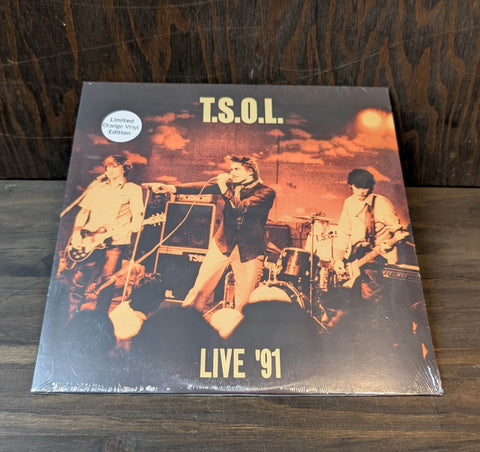 T.S.O.L.
Limited
Orange Vinyl
Edition
LIVE '91